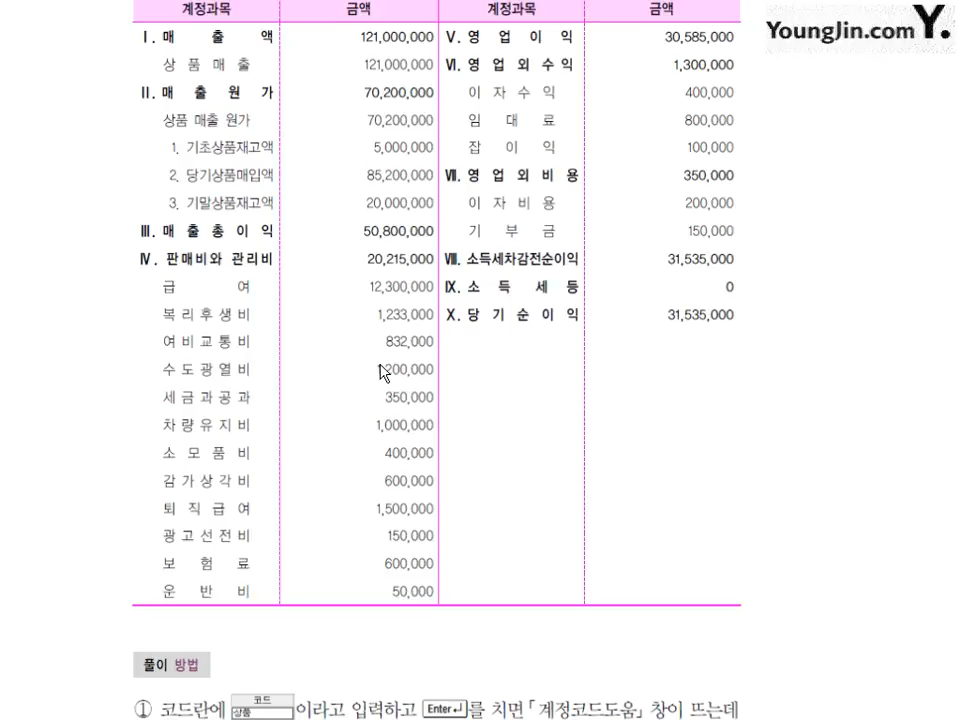 계정과목 금액 계정과목 금액
Ⅰ. 매 출 액 121,000,000 Ⅴ. 영 업 이 익 30,585,000
상 품 매 출 121,000,000 Ⅵ. 영 업 외 수 익 1,300,000
Ⅱ. 매 출 원 가 70,200,000 이 자 수 익 400,000
상품 매출 원가 70,200,000 임 대 료 800,000
1. 기초상품재고액 5,000,000 잡 이 익 100,000
2. 당기상품매입액 85,200,000 Ⅶ. 영 업 외 비 용 350,000
3. 기말상품재고액 20,000,000 이 자 비 용 200,000
Ⅲ. 매 출 총 이 익 50,800,000 기 부 금 150,000
Ⅳ. 판매비와 관리비 20,215,000 Ⅷ. 소득세차감전순이익 31,535,000
급 여 12,300,000 Ⅸ. 소 득 세 등 0
복 리 후 생 비 1,233,000 Ⅹ. 당 기 순 이 익 31,535,000
여 비 교 통 비 832,000
수 도 광 열 비 1,200,000
세 금 과 공 과 350,000
차 량 유 지 비 1,000,000
소 모 품 비 400,000
감 가 상 각 비 600,000
퇴 직 급 여 1,500,000
광 고 선 전 비 150,000
보 험 료 600,000
운 반 비 50,000
YoungJin.com Y.
풀이 방법
① 코드란에 코드 상품 이라고 입력하고 Enter↵를 치면 「계정코드도움」 창이 뜨는데